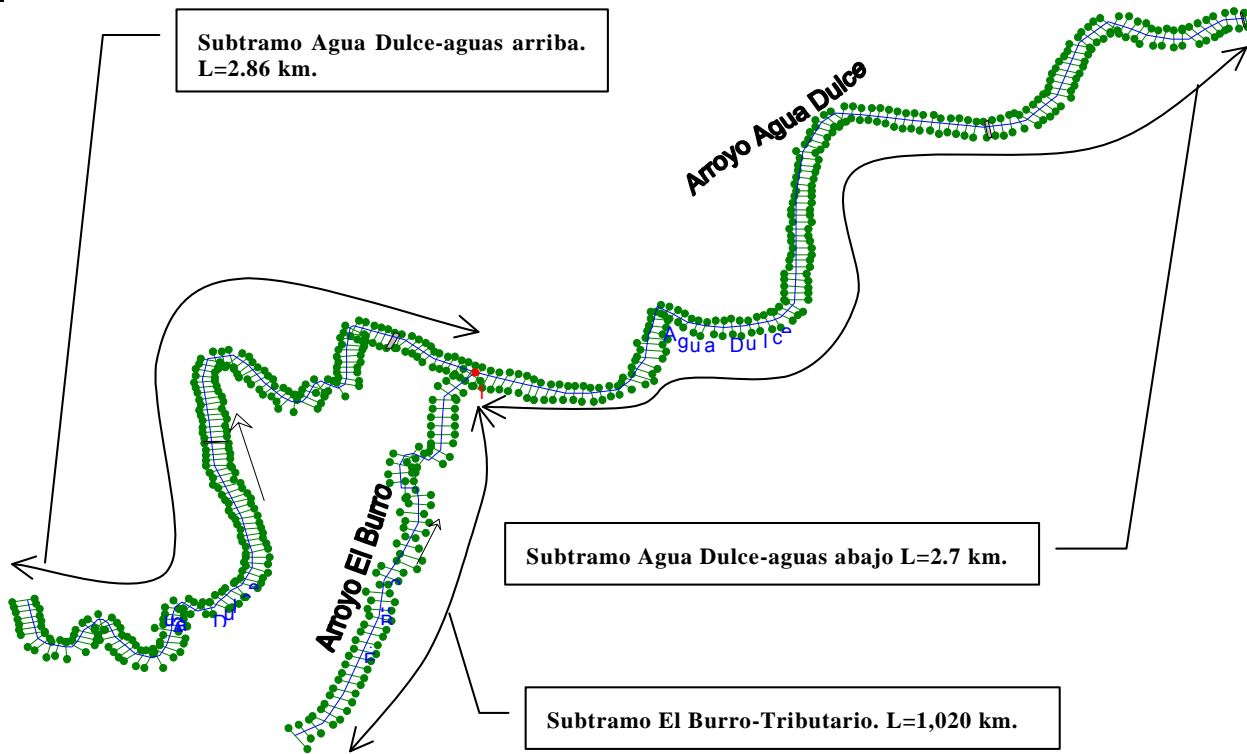 Subtramo Agua Dulce-aguas arriba.
L=2.86 km.
Arroyo Agua Dulce
Agua Dulce
1
Arroyo El Burro
Subtramo Agua Dulce-aguas abajo L=2.7 km.
Subtramo El Burro-Tributario. L=1,020 km.